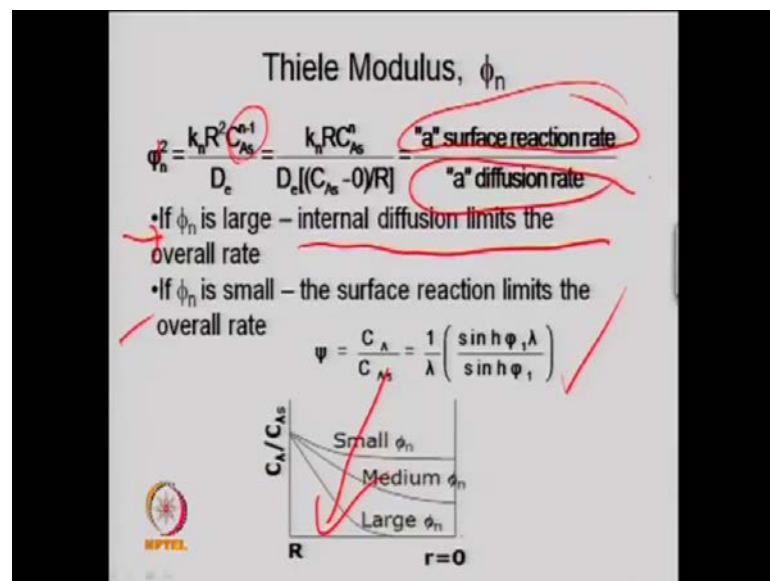 Thiele Modulus, ϕn
φn² = knR²CAs^(n-1) / De = knRCAs^n / De[(CAs -0)/R] = "a" surface reaction rate / "a" diffusion rate
•If ϕn is large – internal diffusion limits the
overall rate
•If ϕn is small – the surface reaction limits the
overall rate
ψ = CA / CAs = 1/λ ( sinh φ1λ / sinh φ1 )
CA/CAs
Small ϕn
Medium ϕn
Large ϕn
R r=0
NPTEL